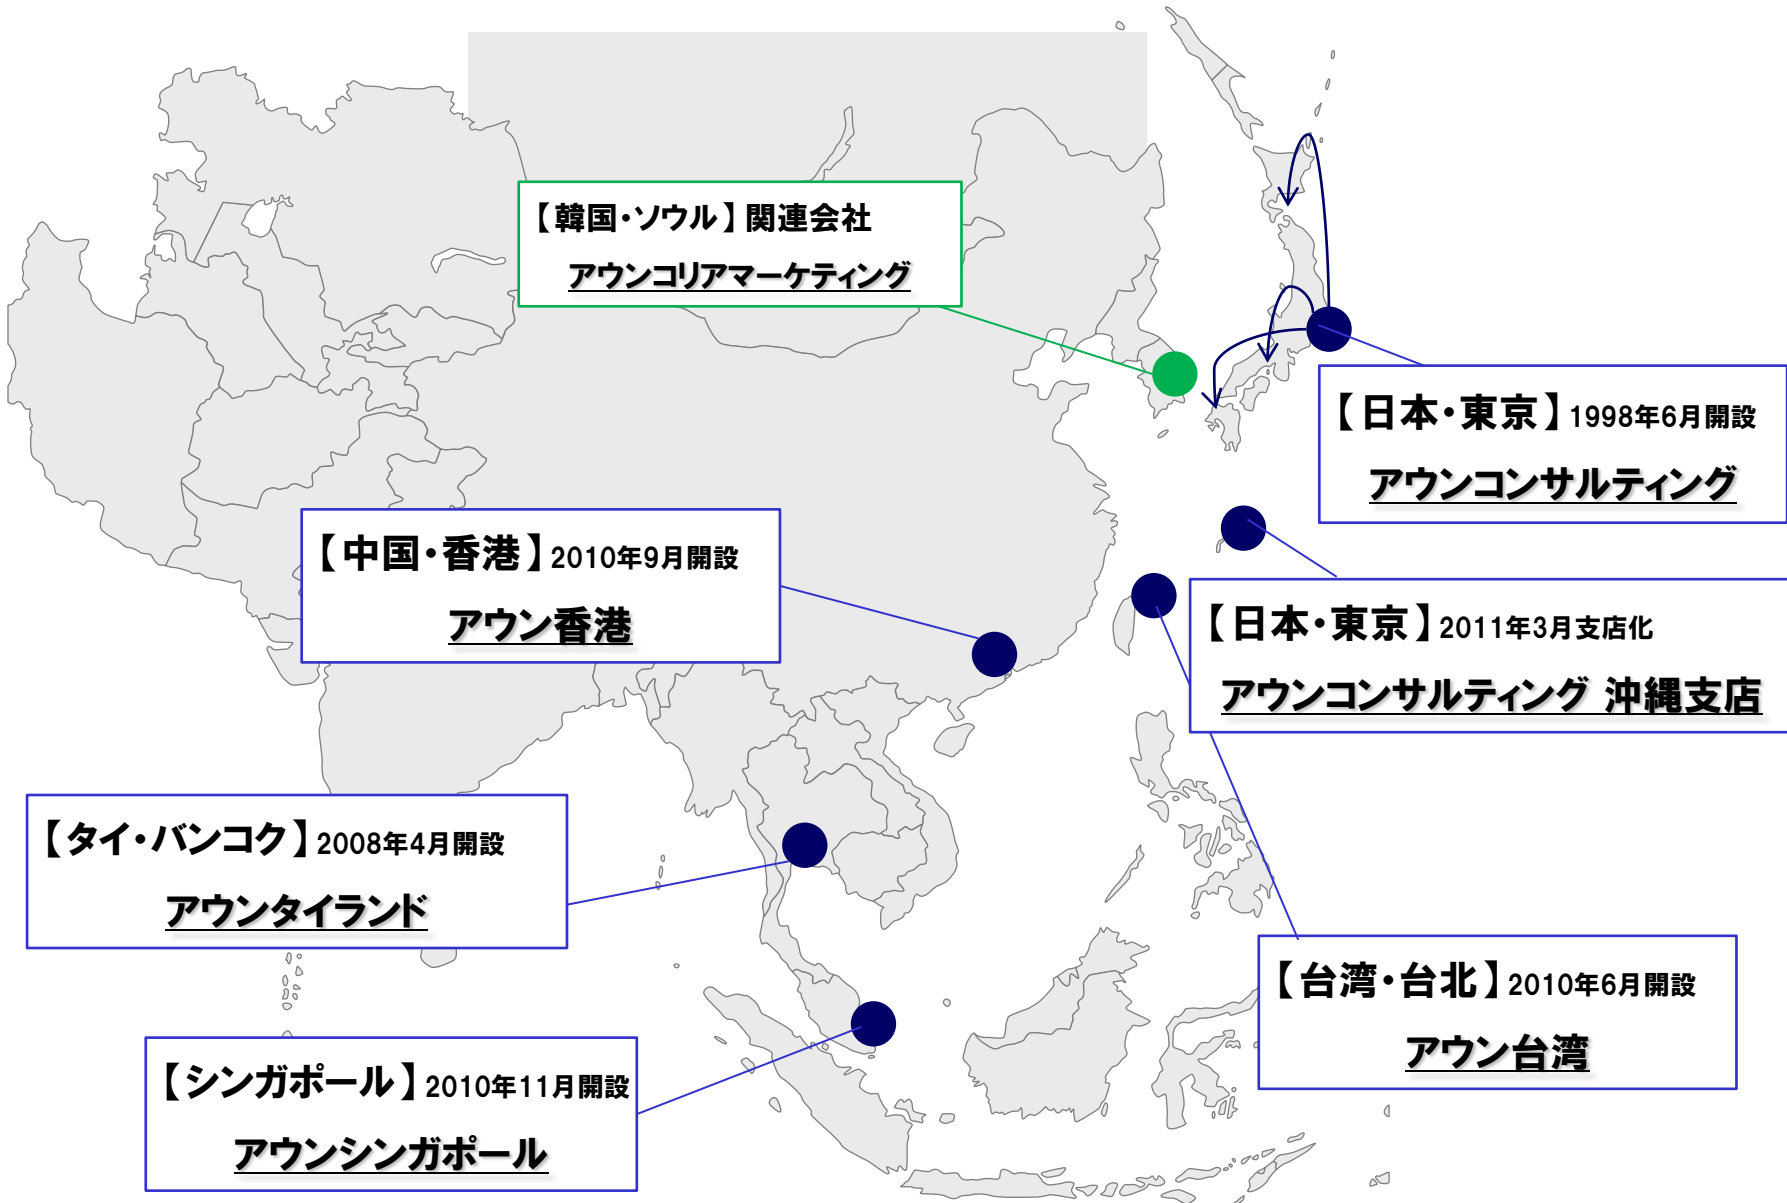 【韓国・ソウル】関連会社
アウンコリアマーケティング
【日本・東京】1998年6月開設
アウンコンサルティング
【中国・香港】2010年9月開設
アウン香港
【日本・東京】2011年3月支店化
アウンコンサルティング 沖縄支店
【タイ・バンコク】2008年4月開設
アウンタイランド
【台湾・台北】2010年6月開設
アウン台湾
【シンガポール】2010年11月開設
アウンシンガポール